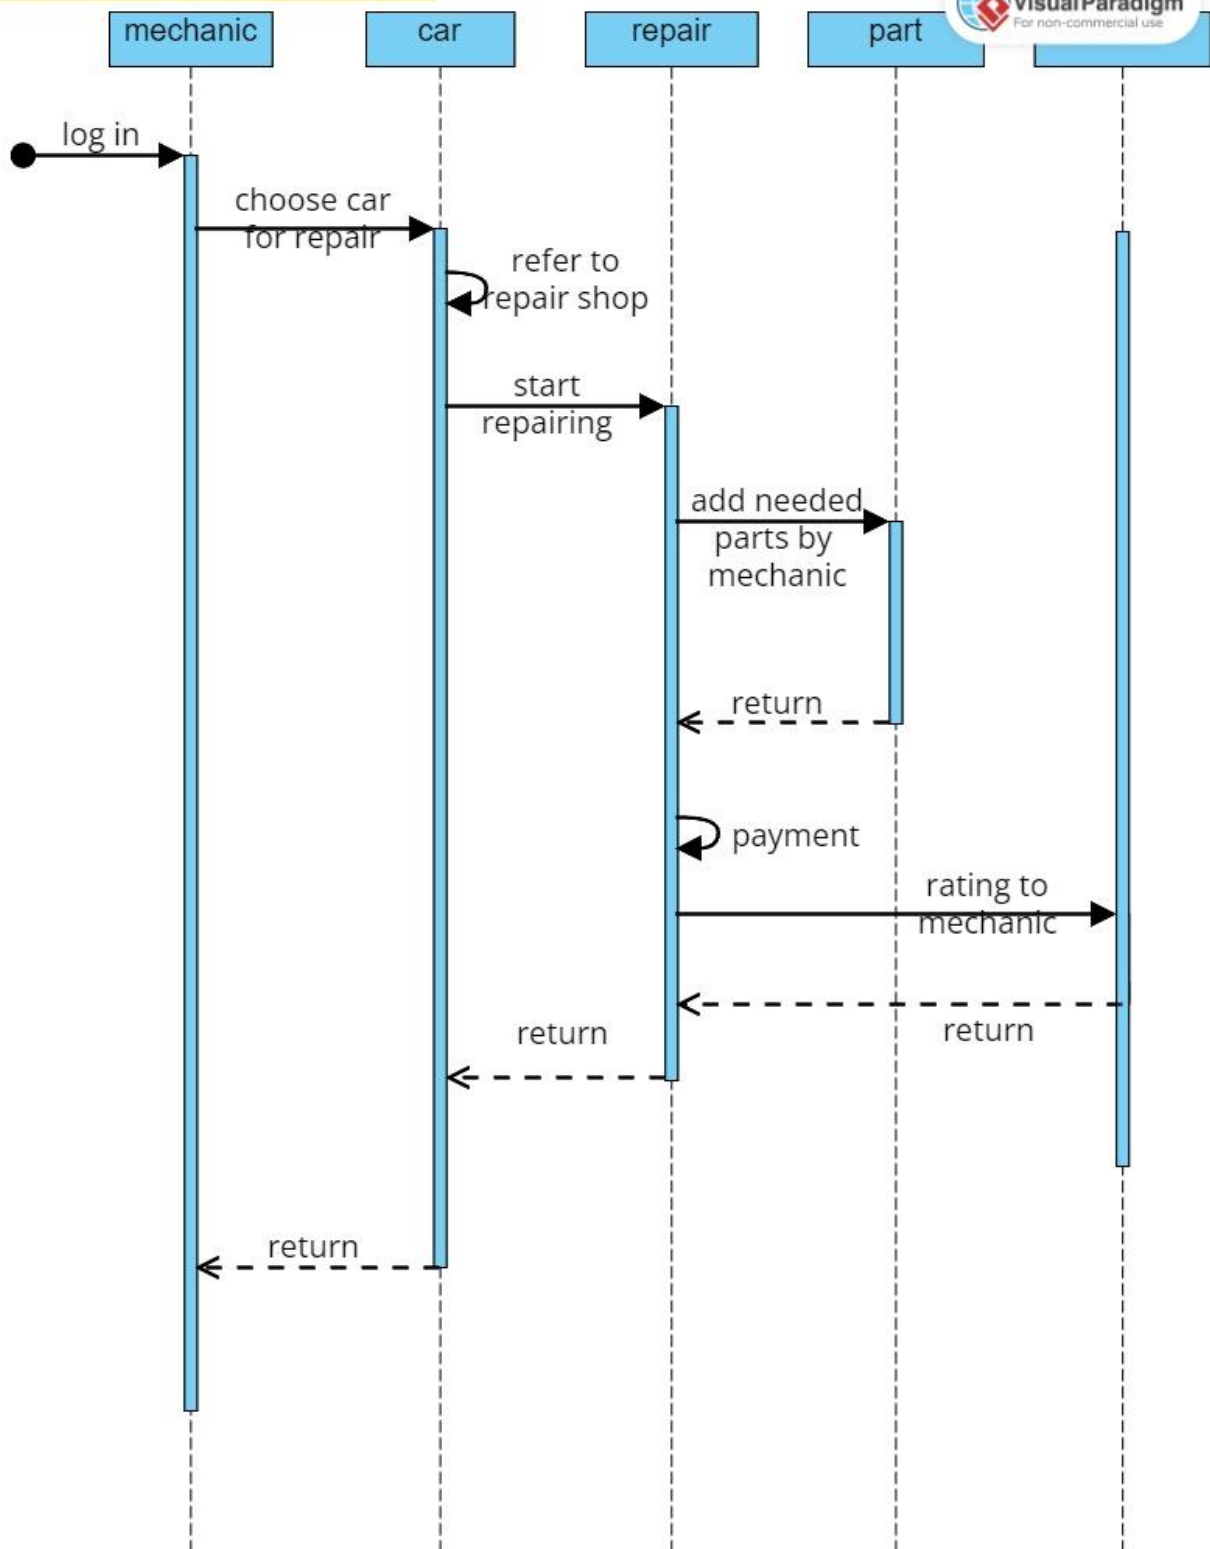 VisualParadigm
For non-commercial use
mechanic
car
repair
part
log in
choose car
for repair
refer to
repair shop
start
repairing
add needed
parts by
mechanic
return
payment
rating to
mechanic
return
return
return